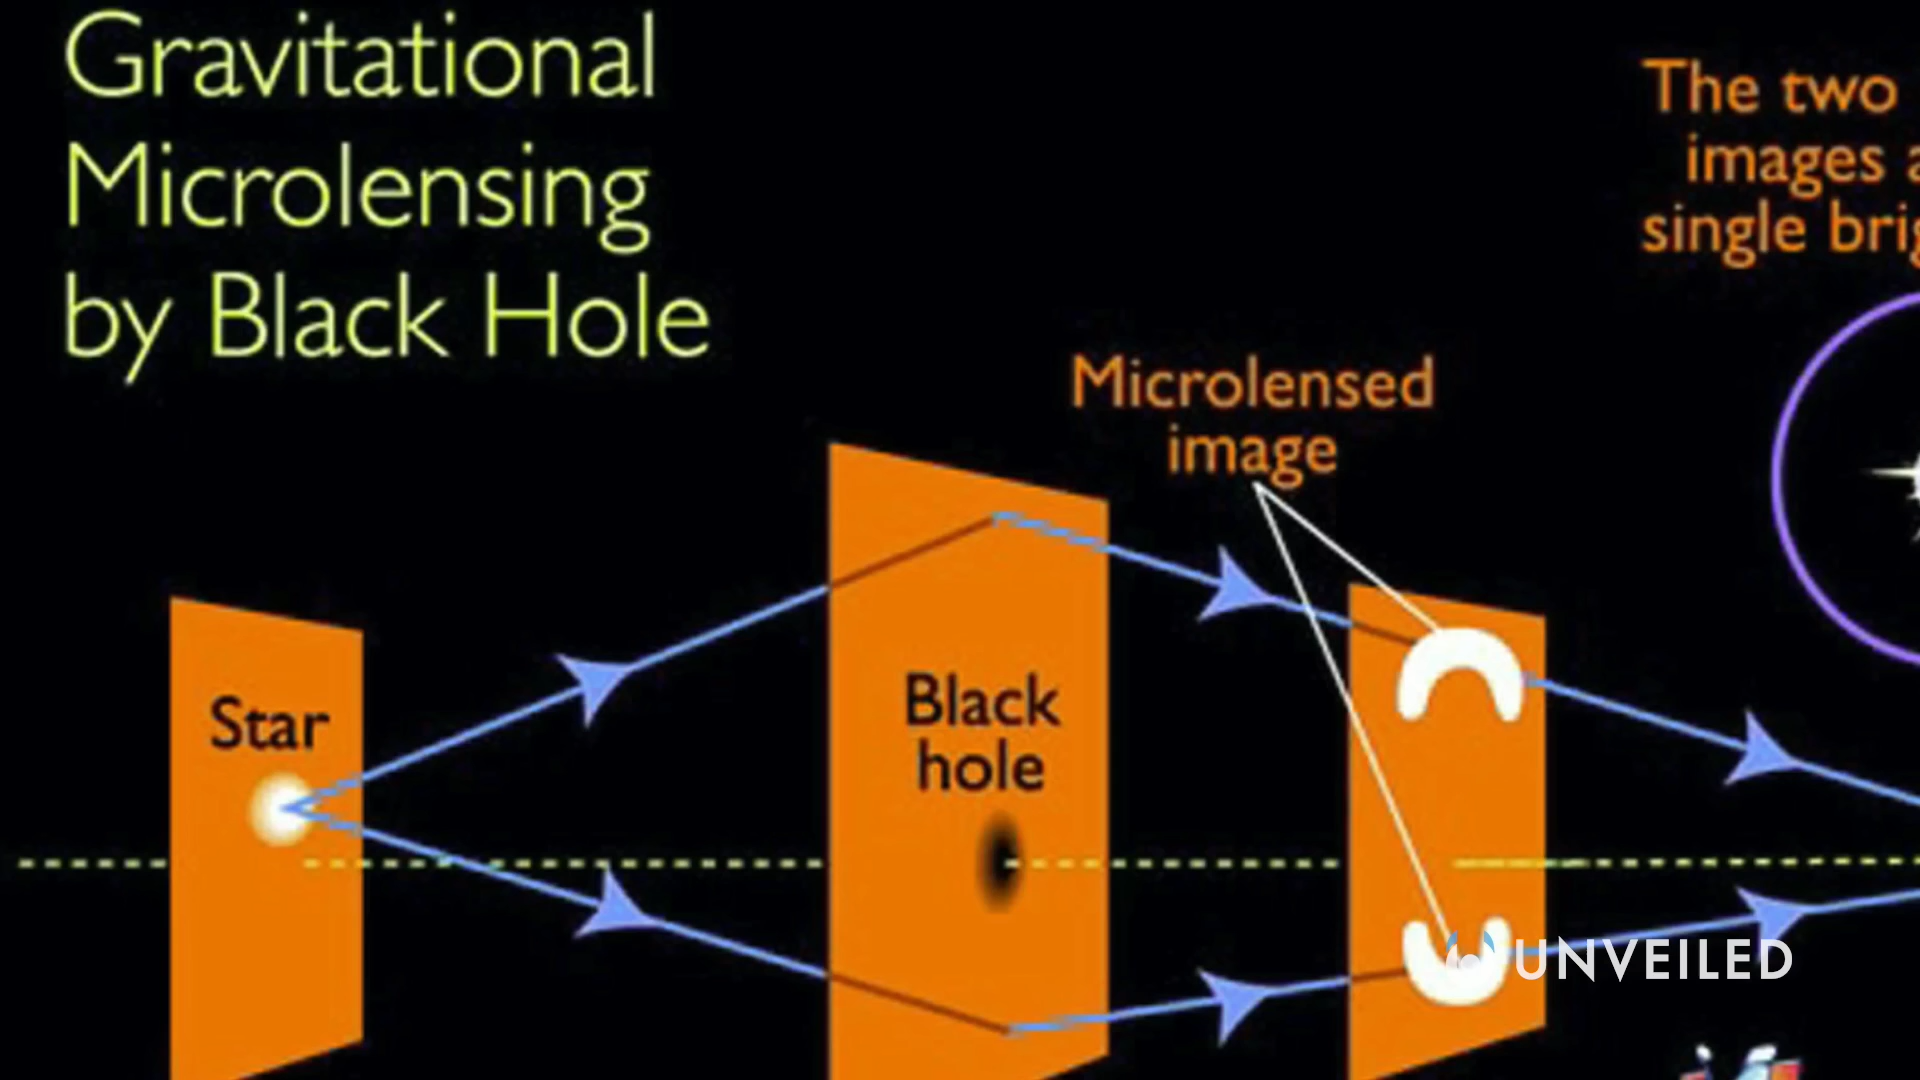 Gravitational
Microlensing
by Black Hole
The two
images
single
Microlensed
image
Star
Black
hole
UNVEILED